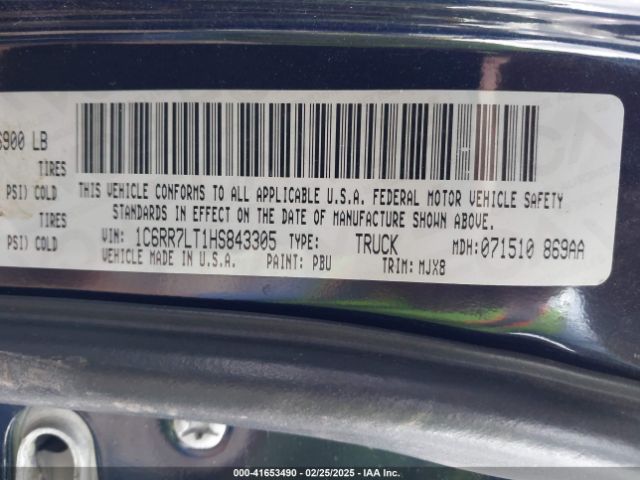 6900 LB
TIRES
PSI) COLD THIS VEHICLE CONFORMS TO ALL APPLICABLE U.S.A. FEDERAL MOTOR VEHICLE SAFETY
TIRES STANDARDS IN EFFECT ON THE DATE OF MANUFACTURE SHOWN ABOVE.
PSI) COLD VIN: 1C6RR7LT1HS843305 TYPE: TRUCK MDH:071510 869AA
VEHICLE MADE IN U.S.A. PAINT: PBU TRIM: MJX8
000-41653490 - 02/25/2025 - IAA Inc.